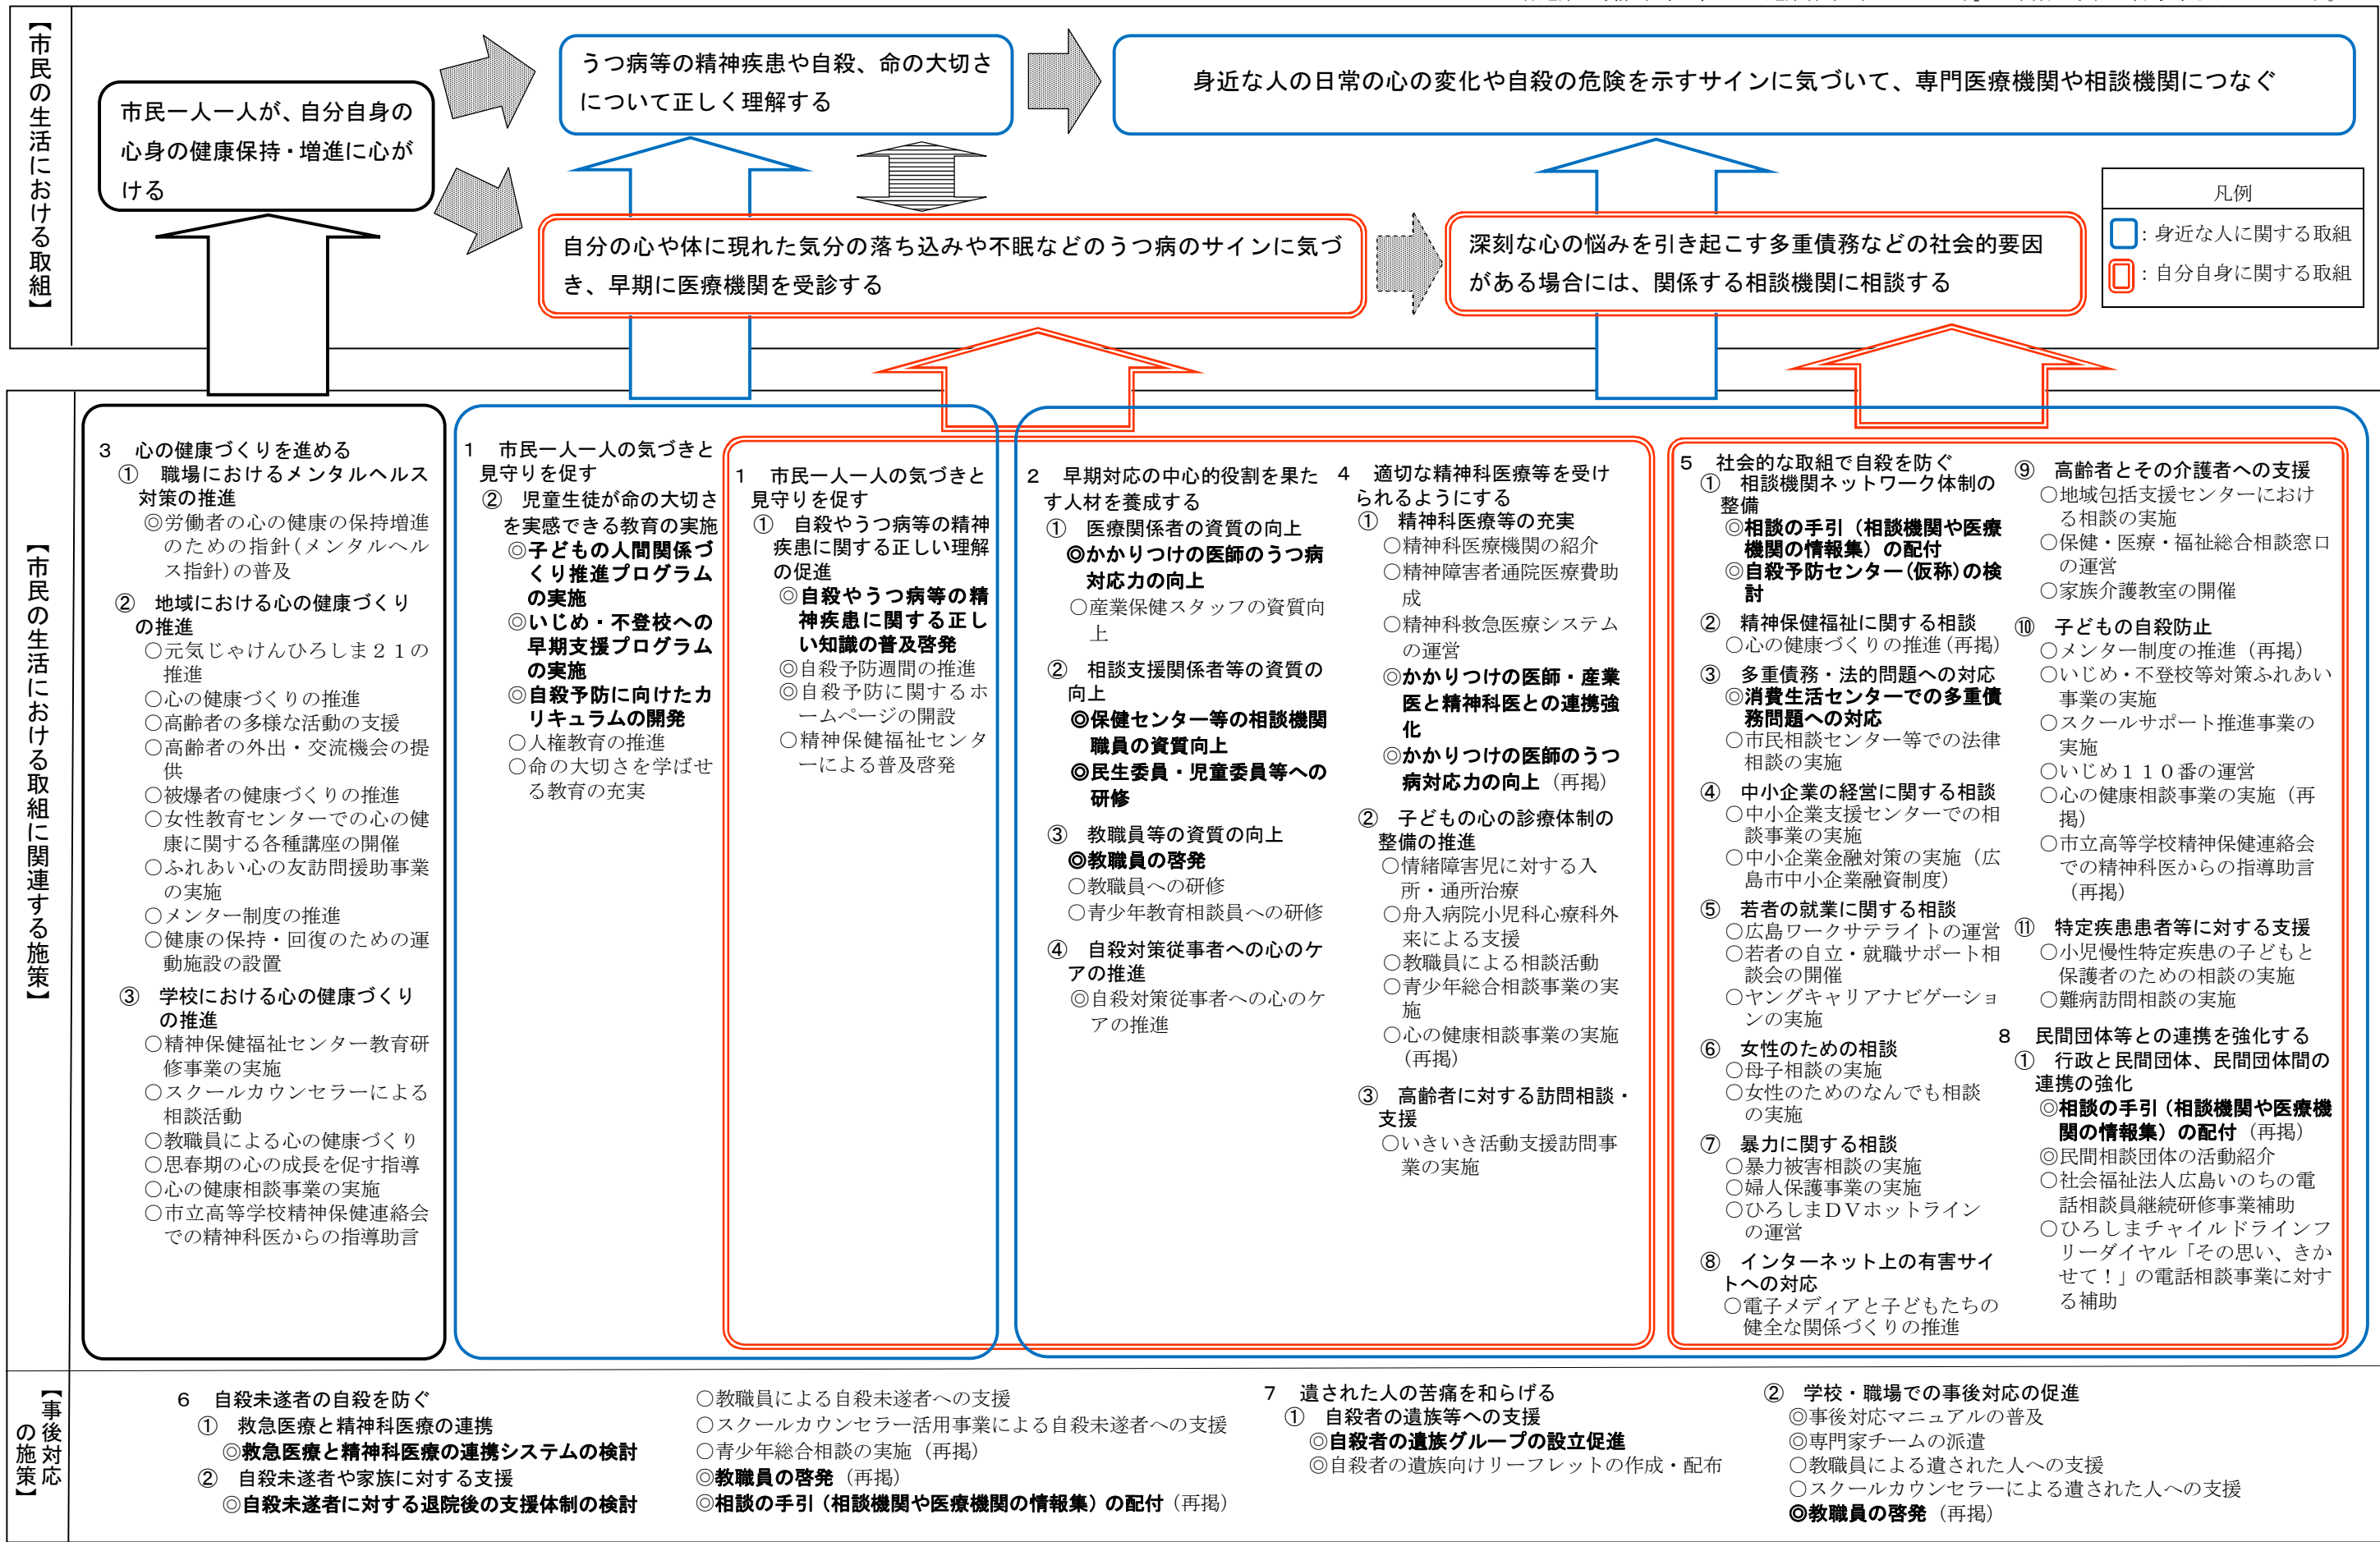 【市民の生活における取組】
市民一人一人が、自分自身の
心身の健康保持・増進に心が
ける
うつ病等の精神疾患や自殺、命の大切さ
について正しく理解する
身近な人の日常の心の変化や自殺の危険を示すサインに気づいて、専門医療機関や相談機関につなぐ
自分の心や体に現れた気分の落ち込みや不眠などのうつ病のサインに気づ
き、早期に医療機関を受診する
深刻な心の悩みを引き起こす多重債務などの社会的要因
がある場合には、関係する相談機関に相談する
凡例
：身近な人に関する取組
：自分自身に関する取組
【市民の生活における取組に関連する施策】
3　心の健康づくりを進める
①　職場におけるメンタルヘルス
対策の推進
◎労働者の心の健康の保持増進
のための指針（メンタルヘル
ス指針）の普及
②　地域における心の健康づくり
の推進
○元気じゃけんひろしま２１の
推進
○心の健康づくりの推進
○高齢者の多様な活動の支援
○高齢者の外出・交流機会の提
供
○被爆者の健康づくりの推進
○女性教育センターでの心の健
康に関する各種講座の開催
○ふれあい心の友訪問援助事業
の実施
○メンター制度の推進
○健康の保持・回復のための運
動施設の設置
③　学校における心の健康づくり
の推進
○精神保健福祉センター教育研
修事業の実施
○スクールカウンセラーによる
相談活動
○教職員による心の健康づくり
○思春期の心の成長を促す指導
○心の健康相談事業の実施
○市立高等学校精神保健連絡会
での精神科医からの指導助言
1　市民一人一人の気づきと
見守りを促す
②　児童生徒が命の大切さ
を実感できる教育の実施
◎子どもの人間関係づ
くり推進プログラム
の実施
◎いじめ・不登校への
早期支援プログラム
の実施
◎自殺予防に向けたカ
リキュラムの開発
○人権教育の推進
○命の大切さを学ばせ
る教育の充実
1　市民一人一人の気づきと
見守りを促す
①　自殺やうつ病等の精神
疾患に関する正しい理解
の促進
◎自殺やうつ病等の精
神疾患に関する正し
い知識の普及啓発
◎自殺予防週間の推進
◎自殺予防に関するホ
ームページの開設
○精神保健福祉センタ
ーによる普及啓発
2　早期対応の中心的役割を果た
す人材を養成する
①　医療関係者の資質の向上
◎かかりつけの医師のうつ病
対応力の向上
○産業保健スタッフの資質向
上
②　相談支援関係者等の資質の
向上
◎保健センター等の相談機関
職員の資質向上
◎民生委員・児童委員等への
研修
③　教職員等の資質の向上
◎教職員の啓発
○教職員への研修
○青少年教育相談員への研修
④　自殺対策従事者への心のケ
アの推進
◎自殺対策従事者への心のケ
アの推進
4　適切な精神科医療等を受け
られるようにする
①　精神科医療等の充実
○精神科医療機関の紹介
○精神障害者通院医療費助
成
○精神科救急医療システム
の運営
◎かかりつけの医師・産業
医と精神科医との連携強
化
◎かかりつけの医師のうつ
病対応力の向上（再掲）
②　子どもの心の診療体制の
整備の推進
○情緒障害児に対する入
所・通所治療
○舟入病院小児科心療科外
来による支援
○教職員による相談活動
○青少年総合相談事業の実
施
○心の健康相談事業の実施
（再掲）
③　高齢者に対する訪問相談・
支援
○いきいき活動支援訪問事
業の実施
5　社会的な取組で自殺を防ぐ
①　相談機関ネットワーク体制の
整備
◎相談の手引（相談機関や医療
機関の情報集）の配付
◎自殺予防センター（仮称）の検
討
②　精神保健福祉に関する相談
○心の健康づくりの推進（再掲）
③　多重債務・法的問題への対応
◎消費生活センターでの多重債
務問題への対応
○市民相談センター等での法律
相談の実施
④　中小企業の経営に関する相談
○中小企業支援センターでの相
談事業の実施
○中小企業金融対策の実施（広
島市中小企業融資制度）
⑤　若者の就業に関する相談
○広島ワークサテライトの運営
○若者の自立・就職サポート相
談会の開催
○ヤングキャリアナビゲーショ
ンの実施
⑥　女性のための相談
○母子相談の実施
○女性のためのなんでも相談
の実施
⑦　暴力に関する相談
○暴力被害相談の実施
○婦人保護事業の実施
○ひろしまＤＶホットライン
の運営
⑧　インターネット上の有害サイ
トへの対応
○電子メディアと子どもたちの
健全な関係づくりの推進
⑨　高齢者とその介護者への支援
○地域包括支援センターにおけ
る相談の実施
○保健・医療・福祉総合相談窓口
の運営
○家族介護教室の開催
⑩　子どもの自殺防止
○メンター制度の推進（再掲）
○いじめ・不登校等対策ふれあい
事業の実施
○スクールサポート推進事業の
実施
○いじめ１１０番の運営
○心の健康相談事業の実施（再
掲）
○市立高等学校精神保健連絡会
での精神科医からの指導助言
（再掲）
⑪　特定疾患患者等に対する支援
○小児慢性特定疾患の子どもと
保護者のための相談の実施
○難病訪問相談の実施
8　民間団体等との連携を強化する
①　行政と民間団体、民間団体間の
連携の強化
◎相談の手引（相談機関や医療機
関の情報集）の配付（再掲）
◎民間相談団体の活動紹介
○社会福祉法人広島いのちの電
話相談員継続研修事業補助
○ひろしまチャイルドラインフ
リーダイヤル「その思い、きか
せて！」の電話相談事業に対す
る補助
【事後対応
の施策】
6　自殺未遂者の自殺を防ぐ
①　救急医療と精神科医療の連携
◎救急医療と精神科医療の連携システムの検討
②　自殺未遂者や家族に対する支援
◎自殺未遂者に対する退院後の支援体制の検討
○教職員による自殺未遂者への支援
○スクールカウンセラー活用事業による自殺未遂者への支援
○青少年総合相談の実施（再掲）
◎教職員の啓発（再掲）
◎相談の手引（相談機関や医療機関の情報集）の配付（再掲）
7　遺された人の苦痛を和らげる
①　自殺者の遺族等への支援
◎自殺者の遺族グループの設立促進
◎自殺者の遺族向けリーフレットの作成・配布
②　学校・職場での事後対応の促進
◎事後対応マニュアルの普及
◎専門家チームの派遣
○教職員による遺された人への支援
○スクールカウンセラーによる遺された人への支援
◎教職員の啓発（再掲）